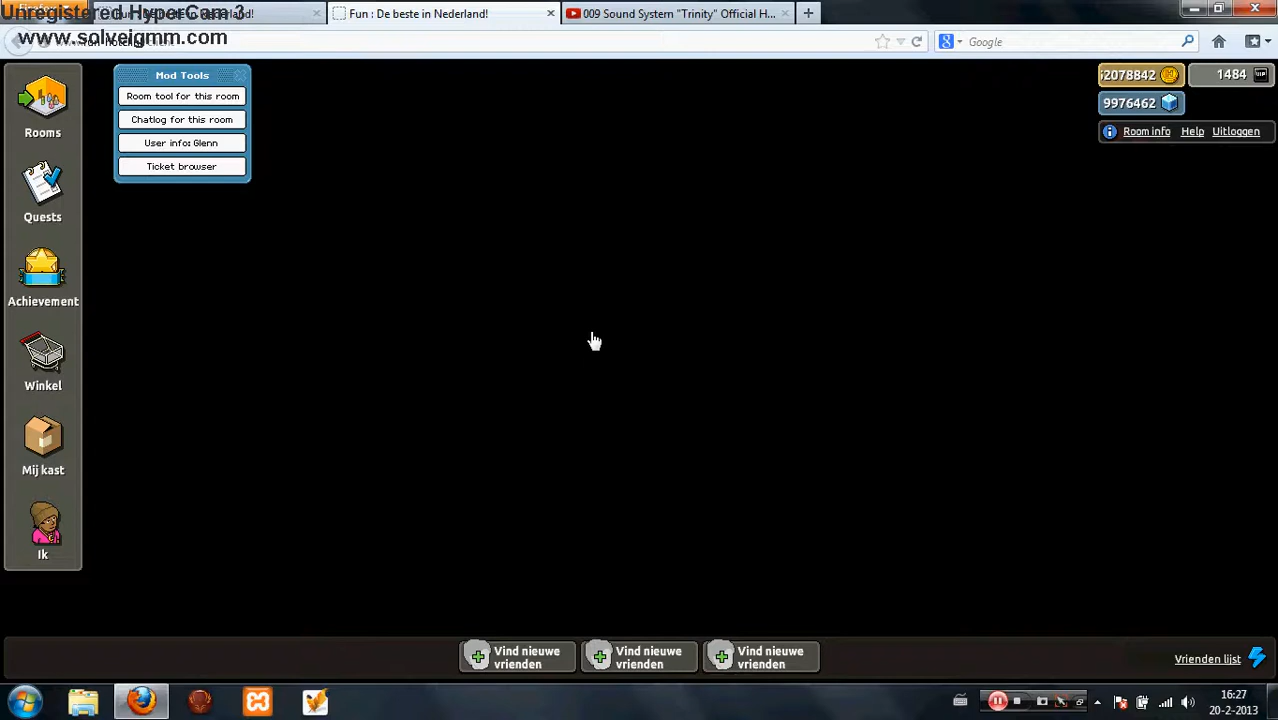 Unregistered HyperCam 3
www.solveigmm.com
Fun : De beste in Nederland!
009 Sound System "Trinity" Official H...
Google
Mod Tools
Room tool for this room
Chatlog for this room
User info: Glenn
Ticket browser
2078842
1484
9976462
Room info Help Uitloggen
Rooms
Quests
Achievement
Winkel
Mij kast
Ik
Vind nieuwe
vrienden
Vind nieuwe
vrienden
Vind nieuwe
vrienden
Vrienden lijst
16:27
20-2-2013